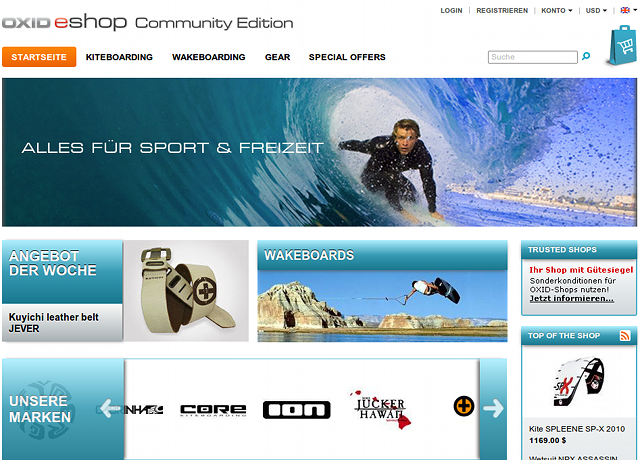 OXID eshop Community Edition
LOGIN | REGISTRIEREN | KONTO | USD
STARTSEITE KITEBOARDING WAKEBOARDING GEAR SPECIAL OFFERS
Suche
ALLES FÜR SPORT & FREIZEIT
ANGEBOT
DER WOCHE
Kuyichi leather belt
JEVER
WAKEBOARDS
TRUSTED SHOPS
Ihr Shop mit Gütesiegel
Sonderkonditionen für
OXID-Shops nutzen!
Jetzt informieren...
TOP OF THE SHOP
SPX
Kite SPLEENE SP-X 2010
1169.00 $
Wetsuit NPX ASSASSIN
UNSERE
MARKEN
CORE
KITEBOARDING
ion
JUCKER
HAWAII